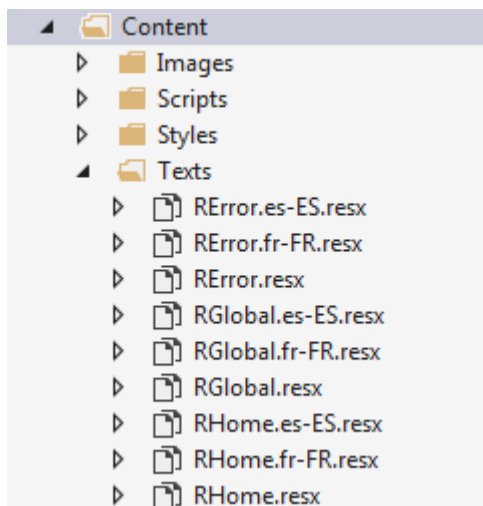 Content
Images
Scripts
Styles
Texts
RError.es-ES.resx
RError.fr-FR.resx
RError.resx
RGlobal.es-ES.resx
RGlobal.fr-FR.resx
RGlobal.resx
RHome.es-ES.resx
RHome.fr-FR.resx
RHome.resx